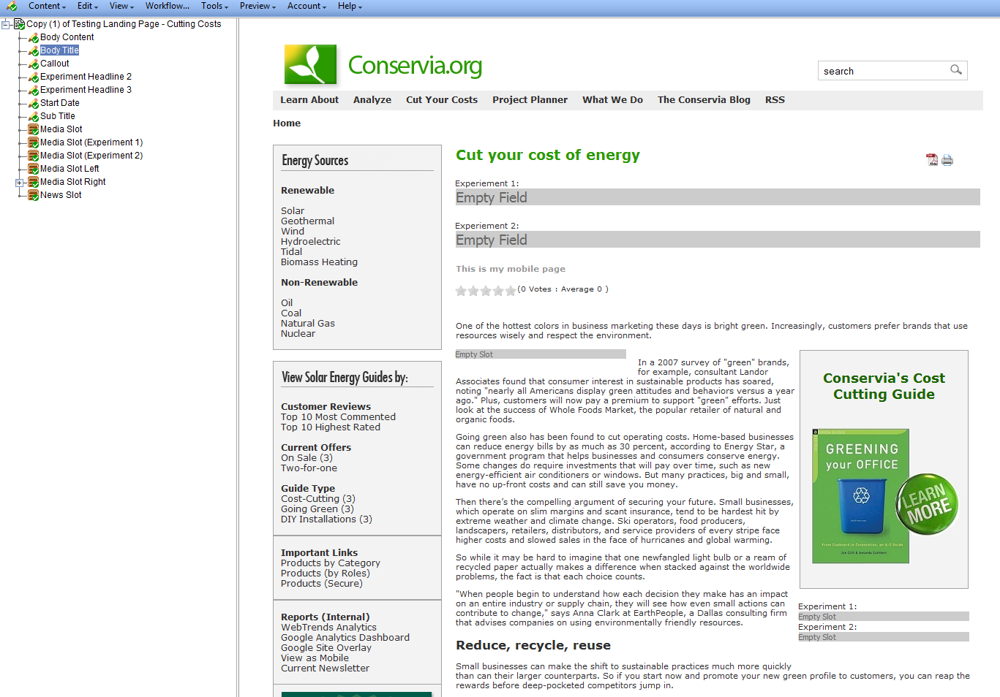 Content Edit View Workflow... Tools Preview Account Help
Copy (1) of Testing Landing Page - Cutting Costs
Body Content
Body Title
Callout
Experiment Headline 2
Experiment Headline 3
Start Date
Sub Title
Media Slot
Media Slot (Experiment 1)
Media Slot (Experiment 2)
Media Slot Left
Media Slot Right
News Slot
Conservia.org
search
Learn About Analyze Cut Your Costs Project Planner What We Do The Conservia Blog RSS
Home
Energy Sources
Renewable
Solar
Geothermal
Wind
Hydroelectric
Tidal
Biomass Heating
Non-Renewable
Oil
Coal
Natural Gas
Nuclear
View Solar Energy Guides by:
Customer Reviews
Top 10 Most Commented
Top 10 Highest Rated
Current Offers
On Sale (3)
Two-for-one
Guide Type
Cost-Cutting (3)
Going Green (3)
DIY Installations (3)
Important Links
Products by Category
Products (by Roles)
Products (Secure)
Reports (Internal)
WebTrends Analytics
Google Analytics Dashboard
Google Site Overlay
View as Mobile
Current Newsletter
Cut your cost of energy
Experiement 1:
Empty Field
Experiement 2:
Empty Field
This is my mobile page
(0 Votes : Average 0 )
One of the hottest colors in business marketing these days is bright green. Increasingly, customers prefer brands that use
resources wisely and respect the environment.
Empty Slot
In a 2007 survey of "green" brands,
for example, consultant Landor
Associates found that consumer interest in sustainable products has soared,
noting "nearly all Americans display green attitudes and behaviors versus a year
ago." Plus, customers will now pay a premium to support "green" efforts. Just
look at the success of Whole Foods Market, the popular retailer of natural and
organic foods.
Going green also has been found to cut operating costs. Home-based businesses
can reduce energy bills by as much as 30 percent, according to Energy Star, a
government program that helps businesses and consumers conserve energy.
Some changes do require investments that will pay over time, such as new
energy-efficient air conditioners or windows. But many practices, big and small,
have no up-front costs and can still save you money.
Then there’s the compelling argument of securing your future. Small businesses,
which operate on slim margins and scant insurance, tend to be hardest hit by
extreme weather and climate change. Ski operators, food producers,
landscapers, retailers, distributors, and service providers of every stripe face
higher costs and slowed sales in the face of hurricanes and global warming.
So while it may be hard to imagine that one newfangled light bulb or a ream of
recycled paper actually makes a difference when stacked against the worldwide
problems, the fact is that each choice counts.
"When people begin to understand how each decision they make has an impact
on an entire industry or supply chain, they will see how even small actions can
contribute to change," says Anna Clark at EarthPeople, a Dallas consulting firm
that advises companies on using environmentally friendly resources.
Reduce, recycle, reuse
Small businesses can make the shift to sustainable practices much more quickly
than can their larger counterparts. So if you start now and promote your new green profile to customers, you can reap the
rewards before deep-pocketed competitors jump in.
Conservia's Cost
Cutting Guide
GREENING
your OFFICE
From Cupboard to Corporation, an A-Z Guide
LEARN
MORE
Experiment 1:
Empty Slot
Experiment 2:
Empty Slot